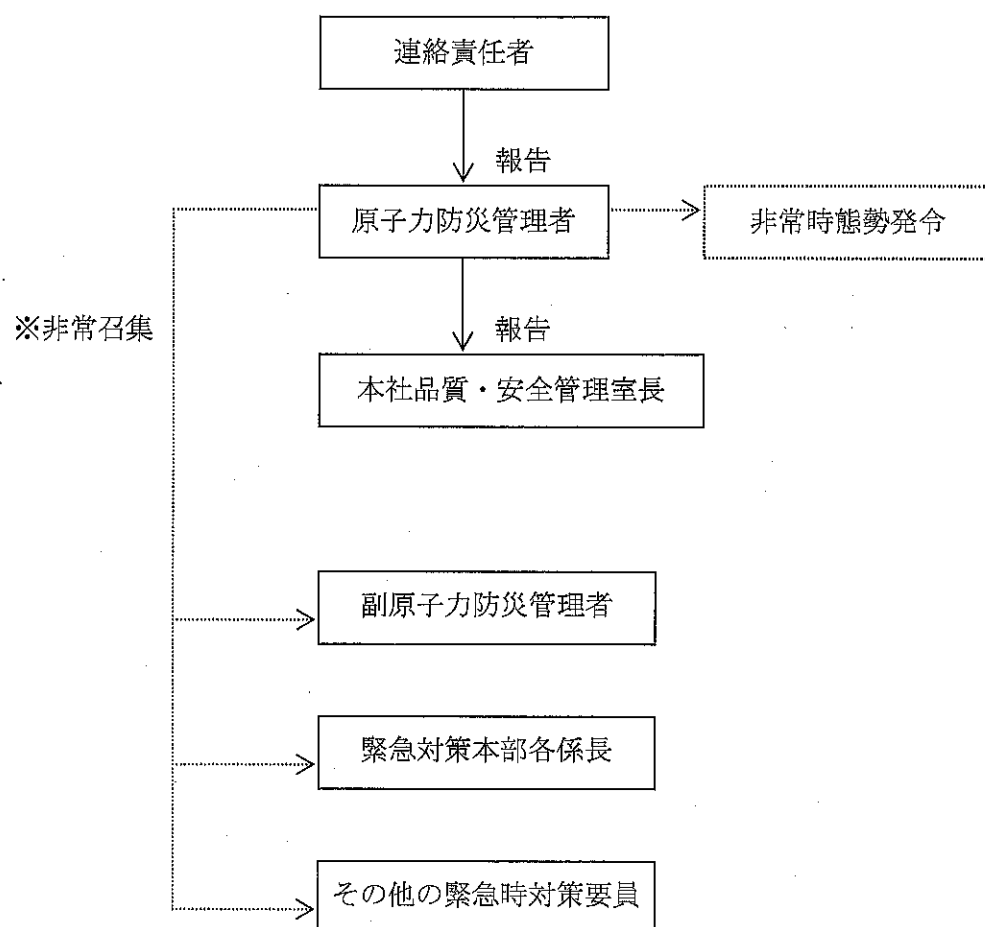 連絡責任者
報告
原子力防災管理者
非常時態勢発令
※非常召集
報告
本社品質・安全管理室長
副原子力防災管理者
緊急対策本部各係長
その他の緊急時対策要員